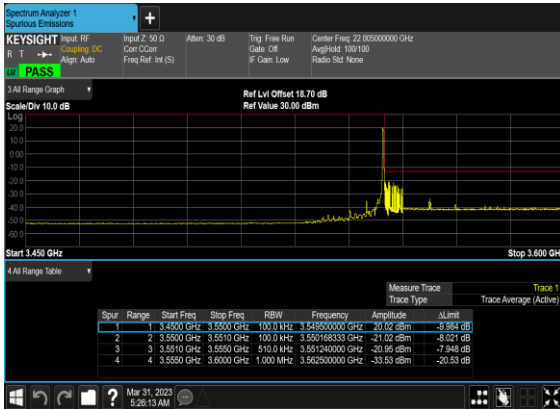 Spectrum Analyzer 1
Spurious Emissions
+
KEYSIGHT Input: RF Input Z: 50 Ω Atten: 30 dB Trig: Free Run Center Freq: 22.005000000 GHz
R T Coupling: DC Corr CCorr Gate: Off Avg|Hold: 100/100
Align: Auto Freq Ref: Int (S) IF Gain: Low Radio Std: None
PASS
3 All Range Graph
Ref Lvl Offset 18.70 dB
Scale/Div 10.0 dB Ref Value 30.00 dBm
Log
20.0
10.0
0.00
-10.0
-20.0
-30.0
-40.0
-50.0
-60.0
Start 3.450 GHz Stop 3.600 GH
4 All Range Table
Measure Trace Trace 1
Trace Type Trace Average (Active)
Spur Range Start Freq Stop Freq RBW Frequency Amplitude ΔLimit
1 1 3.4500 GHz 3.5500 GHz 100.0 kHz 3.549500000 GHz 20.02 dBm -9.984 dB
2 2 3.5500 GHz 3.5510 GHz 100.0 kHz 3.550168333 GHz -21.02 dBm -8.021 dB
3 3 3.5510 GHz 3.5550 GHz 510.0 kHz 3.551240000 GHz -20.95 dBm -7.948 dB
4 4 3.5550 GHz 3.6000 GHz 1.000 MHz 3.562500000 GHz -33.53 dBm -20.53 dB
? Mar 31, 2023
5:26:13 AM